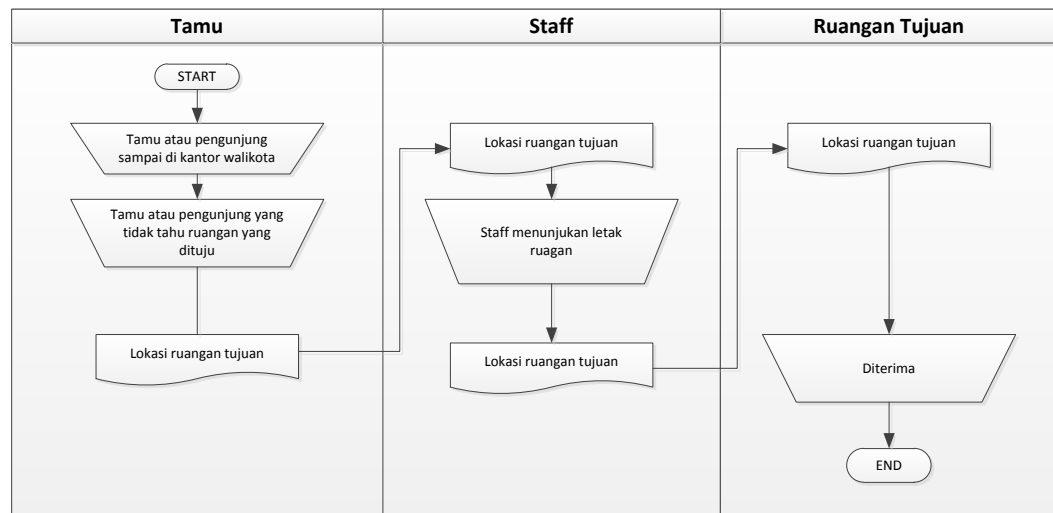 Tamu
Staff
Ruangan Tujuan
START
Tamu atau pengunjung
sampai di kantor walikota
Tamu atau pengunjung yang
tidak tahu ruangan yang
dituju
Lokasi ruangan tujuan
Lokasi ruangan tujuan
Staff menunjukan letak
ruagan
Lokasi ruangan tujuan
Lokasi ruangan tujuan
Diterima
END